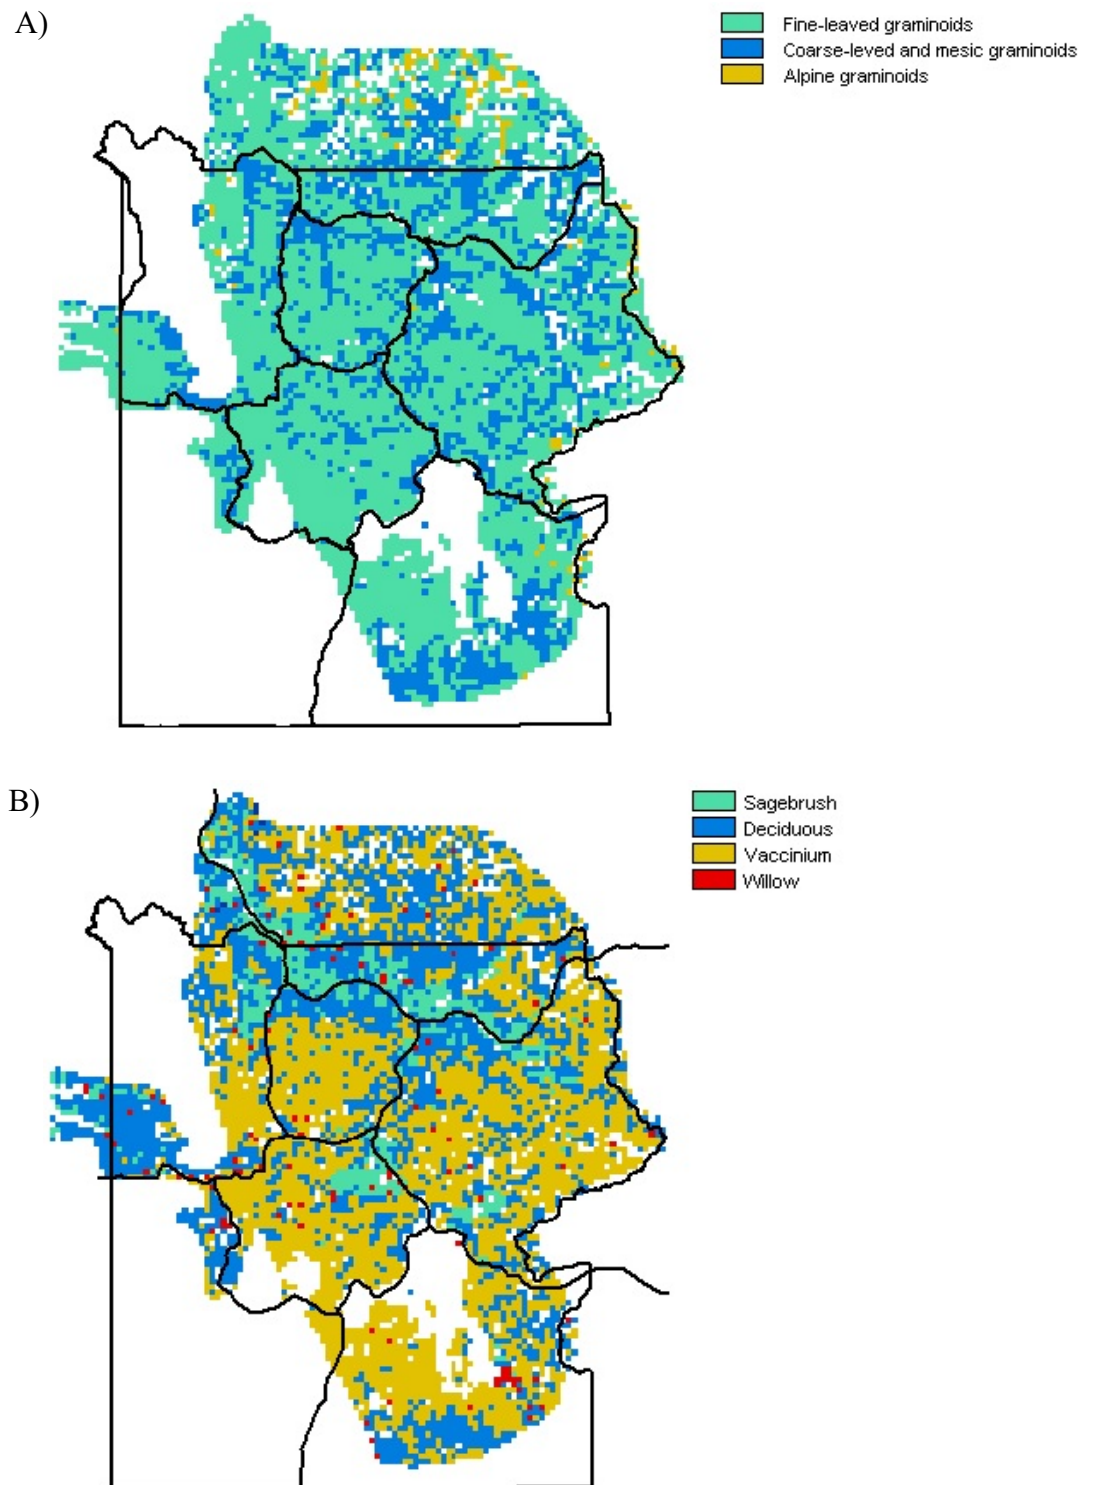 A)
Fine-leaved graminoids
Coarse-leved and mesic graminoids
Alpine graminoids
B)
Sagebrush
Deciduous
Vaccinium
Willow